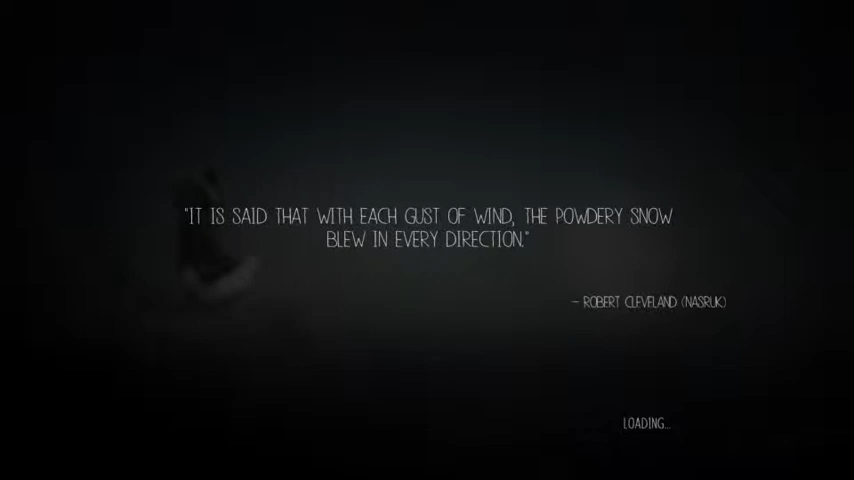 "IT IS SAID THAT WITH EACH GUST OF WIND, THE POWDERY SNOW
BLEW IN EVERY DIRECTION."
– ROBERT CLEVELAND (NASRUK)
LOADING...